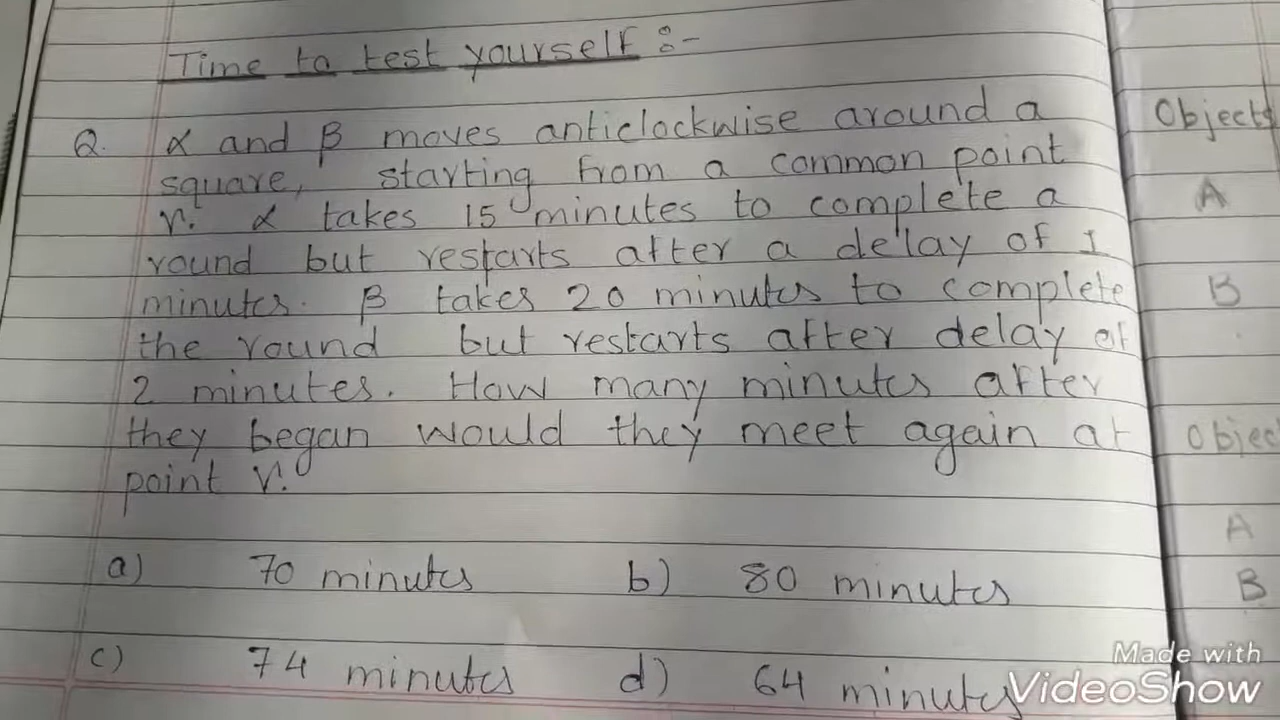 Time to test yourself :-
Q. α and β moves anticlockwise around a
square, starting from a common point
r. α takes 15 minutes to complete a
round but restarts after a delay of 1
minutes. β takes 20 minutes to complete
the round but restarts after delay of
2 minutes. How many minutes after
they began would they meet again at
point r.
a) 70 minutes b) 80 minutes
c) 74 minutes d) 64 minutes
Objects
A
B
Objec
A
B
Made with
VideoShow